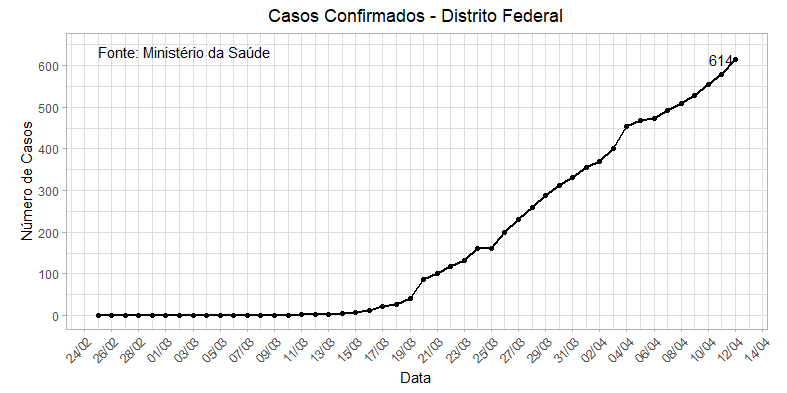 Casos Confirmados - Distrito Federal
Fonte: Ministério da Saúde
614
Número de Casos
600
500
400
300
200
100
0
24/02 26/02 28/02 01/03 03/03 05/03 07/03 09/03 11/03 13/03 15/03 17/03 19/03 21/03 23/03 25/03 27/03 29/03 31/03 02/04 04/04 06/04 08/04 10/04 12/04 14/04
Data